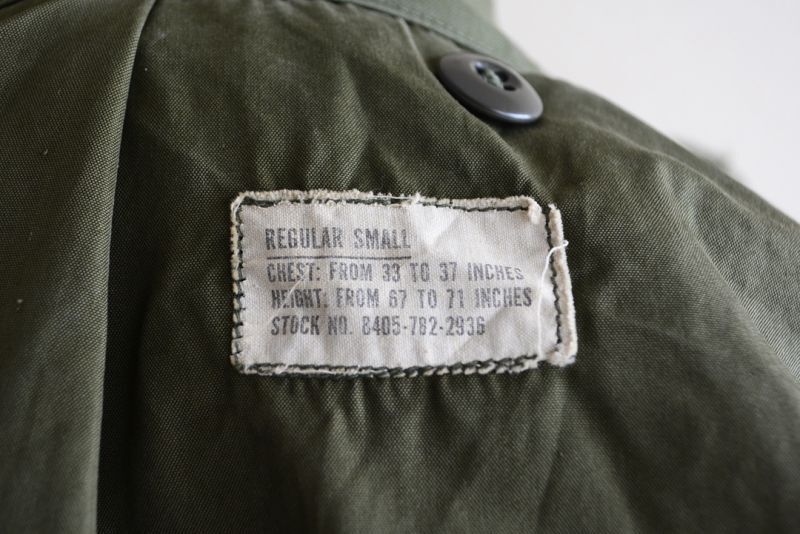 REGULAR SMALL
CHEST: FROM 33 TO 37 INCHES
HEIGHT: FROM 67 TO 71 INCHES
STOCK NO. 8405-782-2936